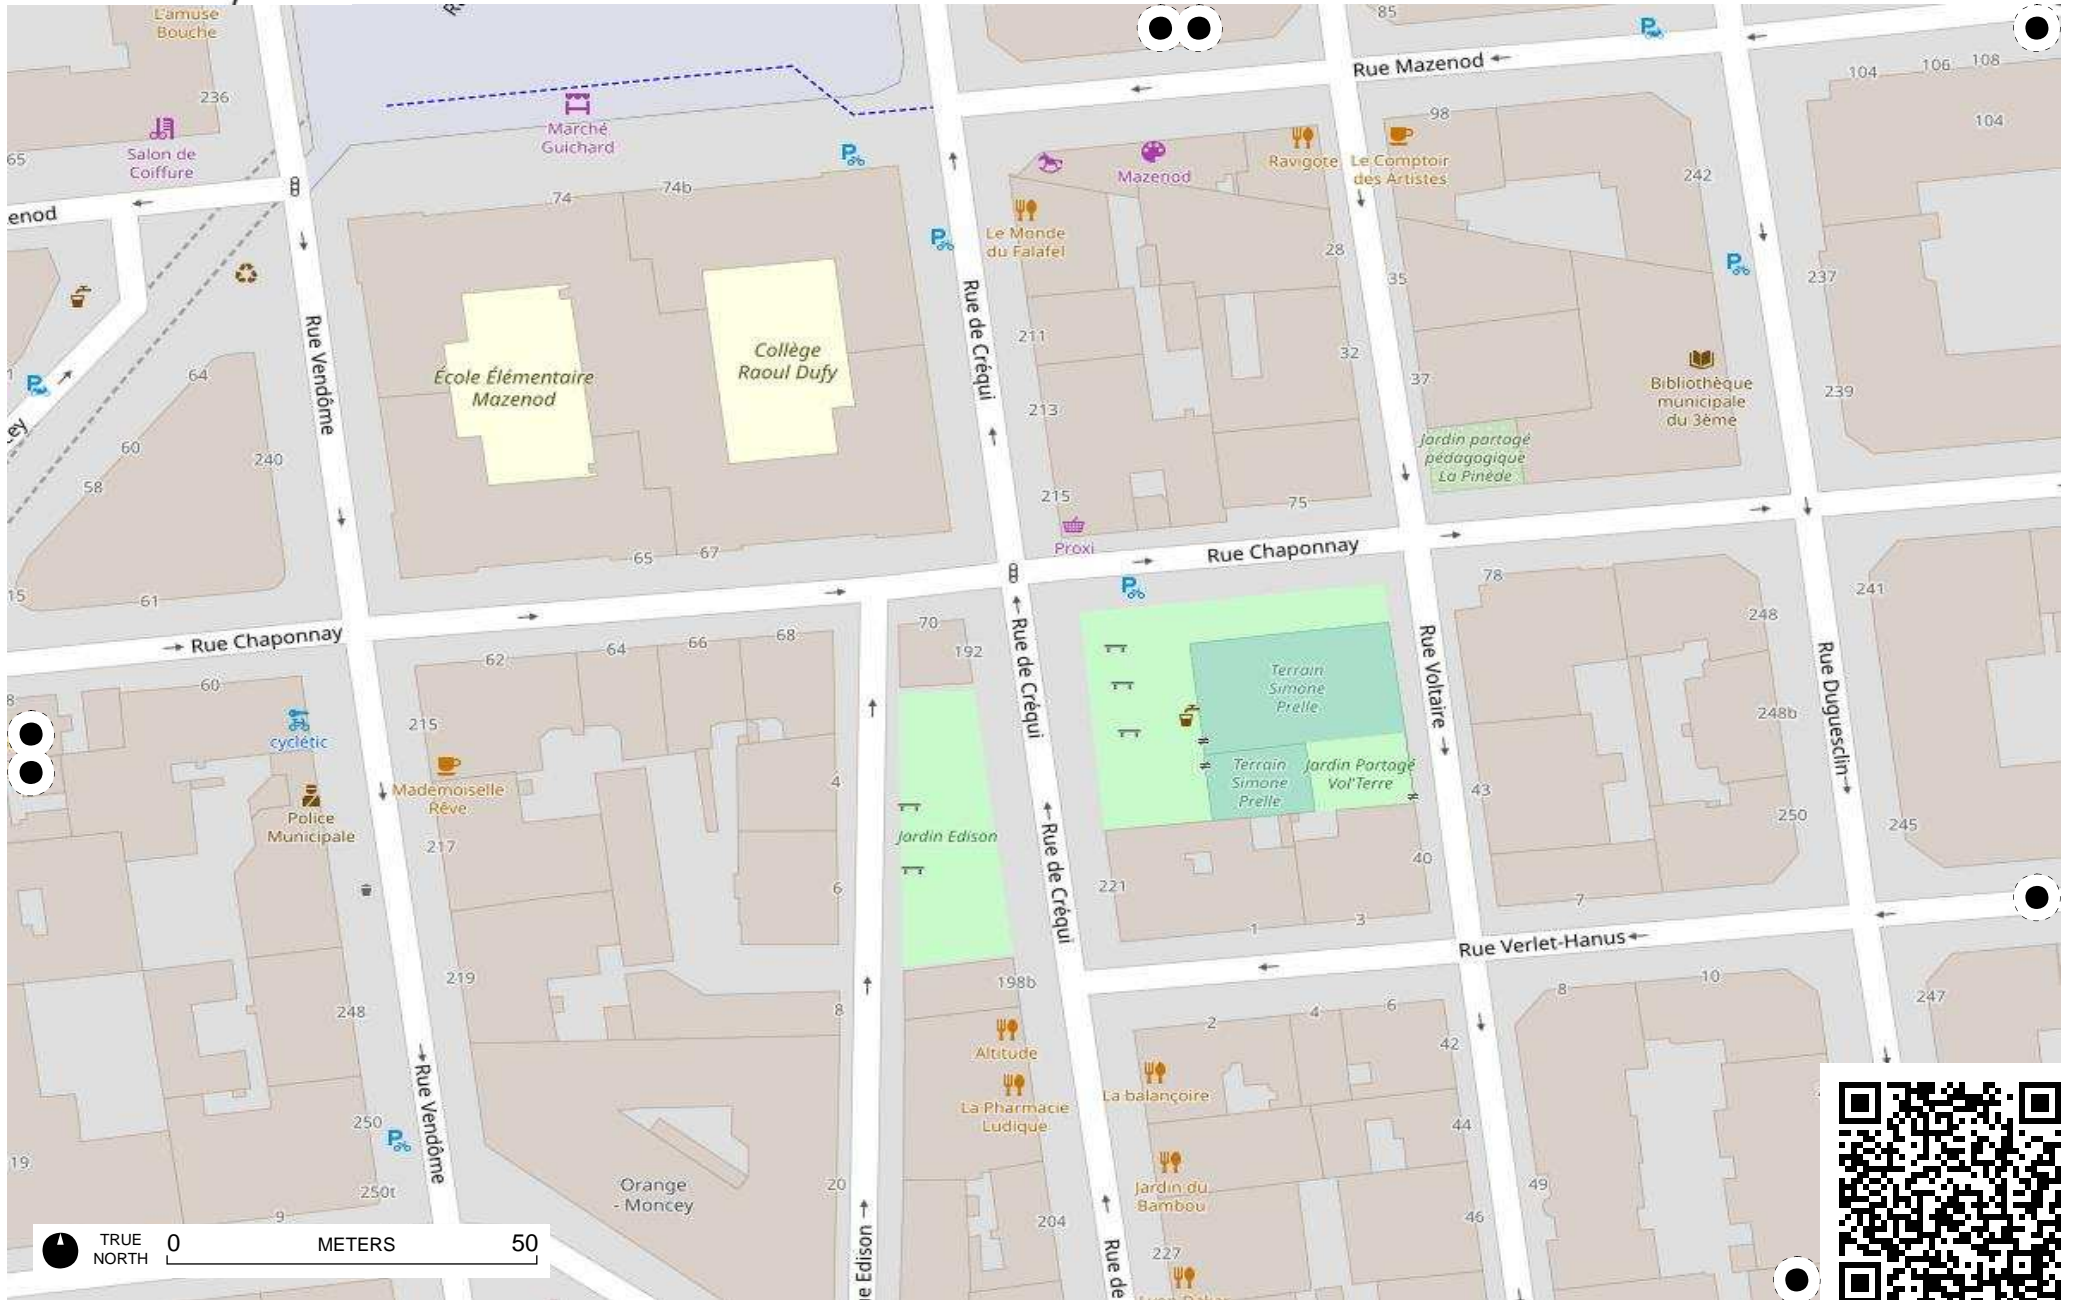 L'amuse
Bouche
236
Salon de
Coiffure
65
enod
Marché
Guichard
74
74b
École Élémentaire
Mazenod
Collège
Raoul Dufy
Rue Vendôme
64
60
58
240
cey
15
61
65
67
Rue Chaponnay
Rue Mazenod
85
98
104
106
108
104
Mazenod
Ravigote
Le Comptoir
des Artistes
242
Le Monde
du Falafel
28
35
237
Rue de Créqui
211
32
37
213
239
Bibliothèque
municipale
du 3ème
Jardin partagé
pédagogique
La Pinède
215
75
Proxi
Rue Chaponnay
78
241
248
62
64
66
68
70
192
Rue de Créqui
Terrain
Simone
Prelle
Rue Voltaire
Rue Duguesclin
248b
60
215
cyclétic
Mademoiselle
Rêve
Police
Municipale
217
4
6
Jardin Edison
Terrain
Simone
Prelle
Jardin Partagé
Vol'Terre
43
250
245
40
221
Rue de Créqui
7
1
3
Rue Verlet-Hanus
219
198b
8
10
247
248
8
2
4
6
42
Altitude
La Pharmacie
Ludique
La balançoire
44
Rue Vendôme
250
19
250t
9
Orange
- Moncey
20
204
Jardin du
Bambou
49
46
227
Rue de
e Edison
TRUE
NORTH
0
METERS
50